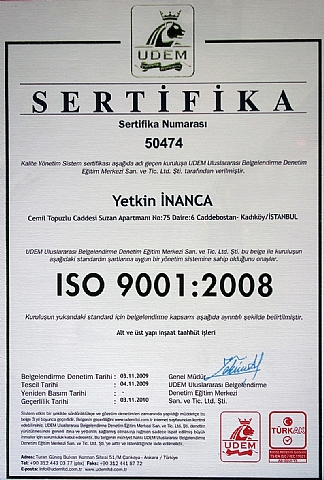 UDEM
SERTİFİKA
Sertifika Numarası
50474
Kalite Yönetim Sistem sertifikası aşağıda adı geçen kuruluşa UDEM Uluslararası Belgelendirme Denetim
Eğitim Merkezi San. ve Tic. Ltd. Şti. tarafından verilmiştir.
Yetkin İNANCA
Cemil Topuzlu Caddesi Suzan Apartmanı No:75 Daire:6 Caddebostan- Kadıköy/İSTANBUL
UDEM Uluslararası Belgelendirme Denetim Eğitim Merkezi San. ve Tic. Ltd. Şti. bu belge ile kuruluşun
aşağıdaki standardın şartlarına uygun bir yönetim sistemine sahip olduğunu onaylar.
ISO 9001:2008
Kuruluşun yukarıdaki standard için belgelendirme kapsamı aşağıda ayrıntılı şekilde belirtilmiştir.
Alt ve üst yapı inşaat taahhüt işleri
Belgelendirme Denetim Tarihi : 03.11.2009
Tescil Tarihi : 04.11.2009
Yeniden Basım Tarihi :
Geçerlilik Tarihi : 03.11.2010
Genel Müdür
UDEM Uluslararası Belgelendirme
Denetim Eğitim Merkezi
San. ve Tic. Ltd. Şti.
UDEM
TÜRKAK